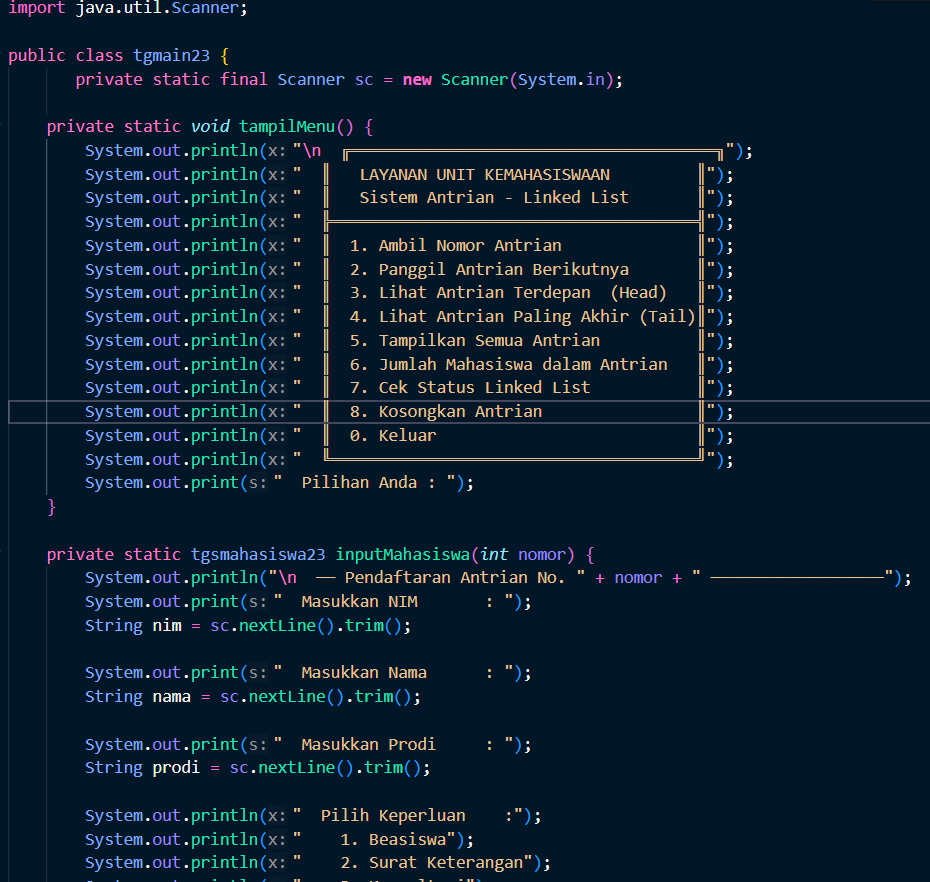 import java.util.Scanner;
public class tgmain23 {
private static final Scanner sc = new Scanner(System.in);
private static void tampilMenu() {
System.out.println(x: "\n  ╔═══════════════════════════════════════╗");
System.out.println(x: "  ║   LAYANAN UNIT KEMAHASISWAAN         ║");
System.out.println(x: "  ║   Sistem Antrian - Linked List       ║");
System.out.println(x: "  ╠══════════════════════════════════════╣");
System.out.println(x: "  ║  1. Ambil Nomor Antrian              ║");
System.out.println(x: "  ║  2. Panggil Antrian Berikutnya       ║");
System.out.println(x: "  ║  3. Lihat Antrian Terdepan  (Head)   ║");
System.out.println(x: "  ║  4. Lihat Antrian Paling Akhir (Tail)║");
System.out.println(x: "  ║  5. Tampilkan Semua Antrian          ║");
System.out.println(x: "  ║  6. Jumlah Mahasiswa dalam Antrian   ║");
System.out.println(x: "  ║  7. Cek Status Linked List           ║");
System.out.println(x: "  ║  8. Kosongkan Antrian                ║");
System.out.println(x: "  ║  0. Keluar                           ║");
System.out.println(x: "  ╚══════════════════════════════════════╝");
System.out.print(s: "  Pilihan Anda : ");
}
private static tgsmahasiswa23 inputMahasiswa(int nomor) {
System.out.println("\n  ── Pendaftaran Antrian No. " + nomor + " ──────────────────");
System.out.print(s: "  Masukkan NIM       : ");
String nim = sc.nextLine().trim();
System.out.print(s: "  Masukkan Nama      : ");
String nama = sc.nextLine().trim();
System.out.print(s: "  Masukkan Prodi     : ");
String prodi = sc.nextLine().trim();
System.out.println(x: "  Pilih Keperluan    :");
System.out.println(x: "    1. Beasiswa");
System.out.println(x: "    2. Surat Keterangan");